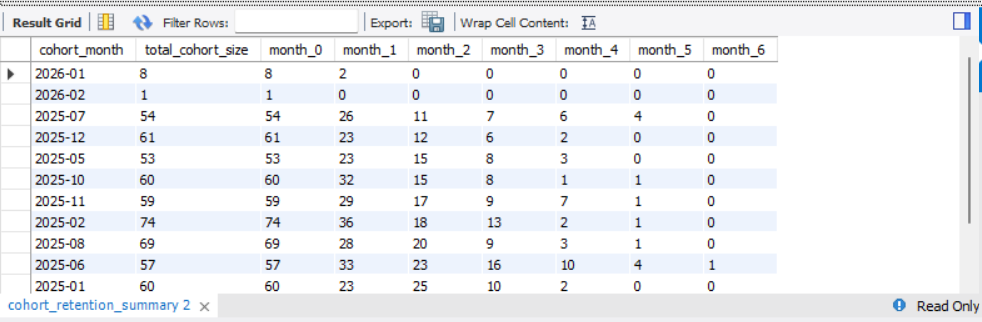 Result Grid Filter Rows: Export: Wrap Cell Content:
cohort_month total_cohort_size month_0 month_1 month_2 month_3 month_4 month_5 month_6
2026-01 8 8 2 0 0 0 0 0
2026-02 1 1 0 0 0 0 0 0
2025-07 54 54 26 11 7 6 4 0
2025-12 61 61 23 12 6 2 0 0
2025-05 53 53 23 15 8 3 0 0
2025-10 60 60 32 15 8 1 1 0
2025-11 59 59 29 17 9 7 1 0
2025-02 74 74 36 18 13 2 1 0
2025-08 69 69 28 20 9 3 1 0
2025-06 57 57 33 23 16 10 4 1
2025-01 60 60 23 25 10 2 0 0
cohort_retention_summary 2 Read Only